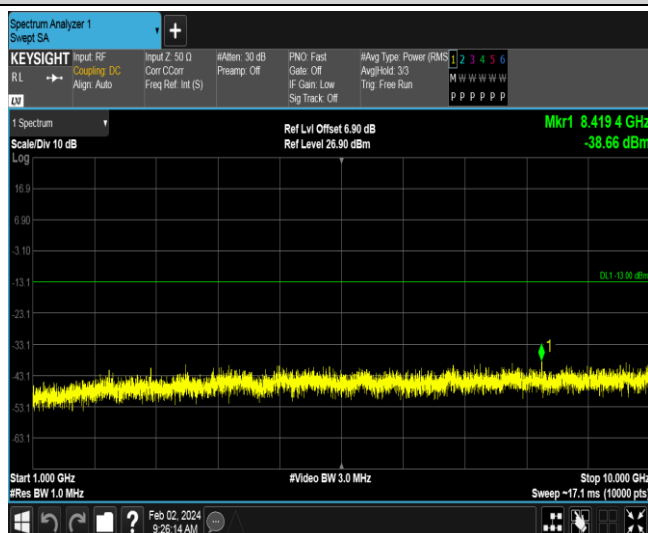 Spectrum Analyzer 1
Swept SA
+
KEYSIGHT
RL
LXI
Input: RF
Coupling: DC
Align: Auto
Input Z: 50 Ω
Corr CCorr
Freq Ref: Int (S)
#Atten: 30 dB
Preamp: Off
PNO: Fast
Gate: Off
IF Gain: Low
Sig Track: Off
#Avg Type: Power (RMS
Avg|Hold: 3/3
Trig: Free Run
1 2 3 4 5 6
M W W W W W
P P P P P P
1 Spectrum
Scale/Div 10 dB
Log
Ref Lvl Offset 6.90 dB
Ref Level 26.90 dBm
Mkr1 8.419 4 GHz
-38.66 dBm
16.9
6.90
-3.10
-13.1
-23.1
-33.1
-43.1
-53.1
-63.1
DL1 -13.00 dBm
1
Start 1.000 GHz
#Res BW 1.0 MHz
#Video BW 3.0 MHz
Stop 10.000 GHz
Sweep ~17.1 ms (10000 pts)
?
Feb 02, 2024
9:26:14 AM